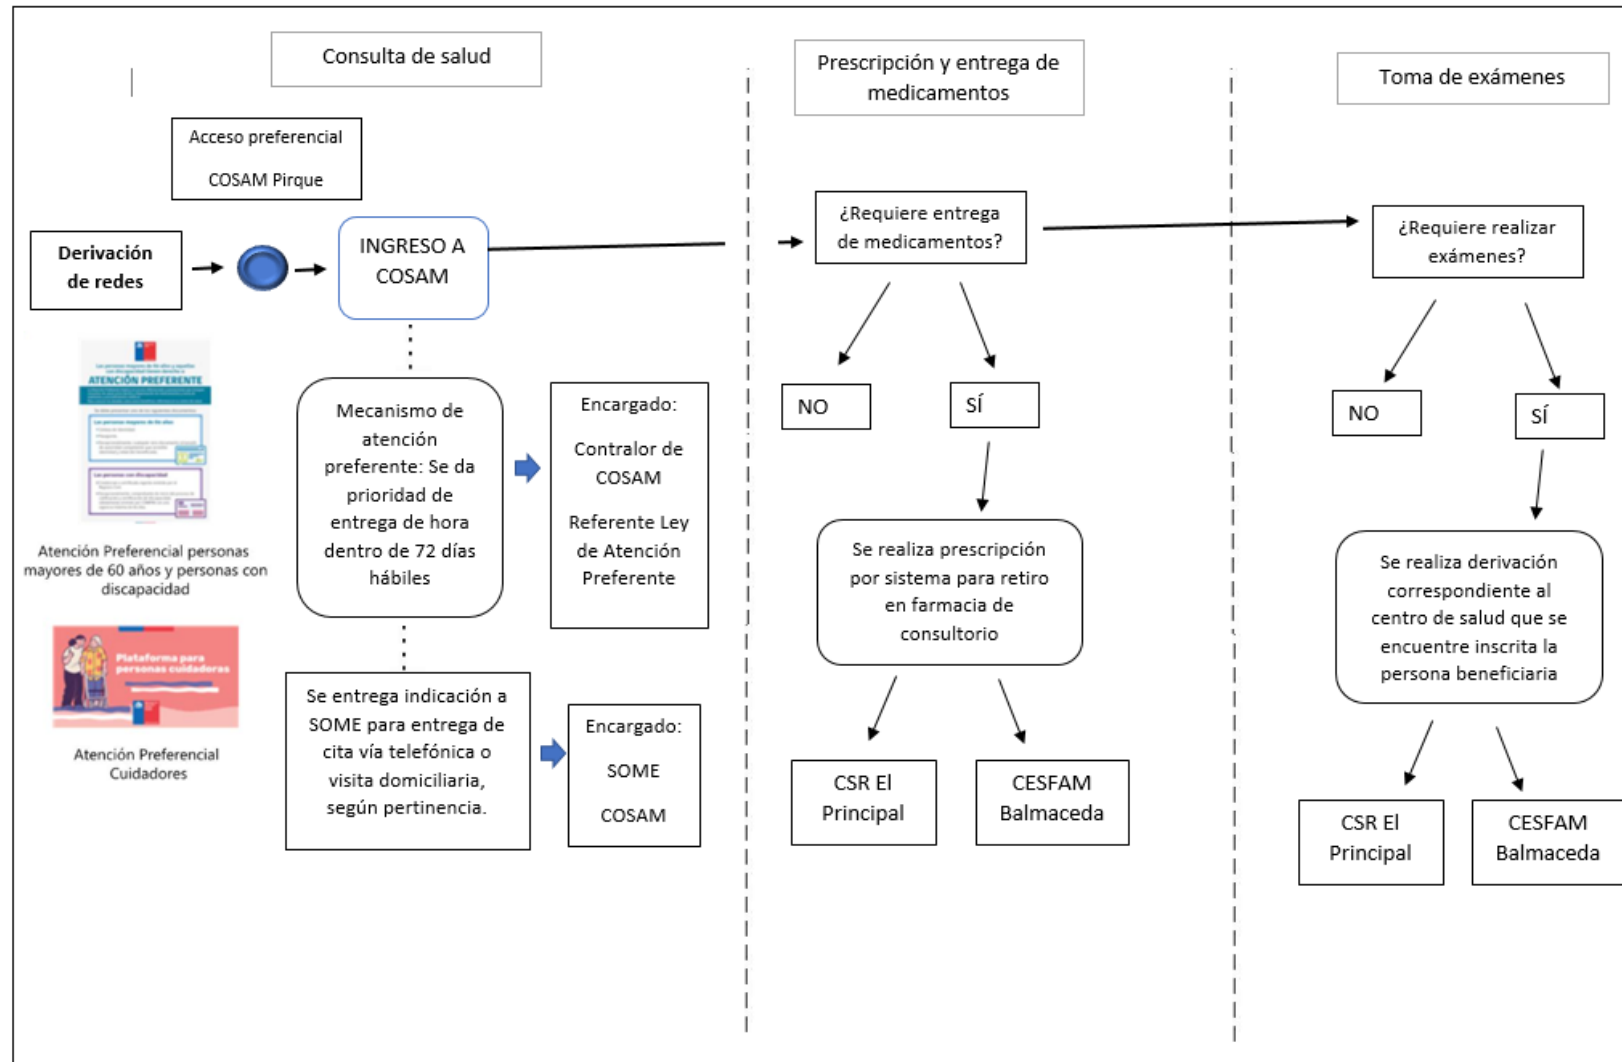 Consulta de salud
Prescripción y entrega de
medicamentos
Toma de exámenes
Acceso preferencial
COSAM Pirque
Derivación
de redes
INGRESO A
COSAM
¿Requiere entrega
de medicamentos?
¿Requiere realizar
exámenes?
ATENCIÓN PREFERENTE
Atención Preferencial personas
mayores de 60 años y personas con
discapacidad
Plataforma para
personas cuidadoras
Atención Preferencial
Cuidadores
Mecanismo de
atención
preferente: Se da
prioridad de
entrega de hora
dentro de 72 días
hábiles
Encargado:
Contralor de
COSAM
Referente Ley
de Atención
Preferente
Se entrega indicación a
SOME para entrega de
cita vía telefónica o
visita domiciliaria,
según pertinencia.
Encargado:
SOME
COSAM
NO
SÍ
Se realiza prescripción
por sistema para retiro
en farmacia de
consultorio
CSR El
Principal
CESFAM
Balmaceda
NO
SÍ
Se realiza derivación
correspondiente al
centro de salud que se
encuentre inscrita la
persona beneficiaria
CSR El
Principal
CESFAM
Balmaceda